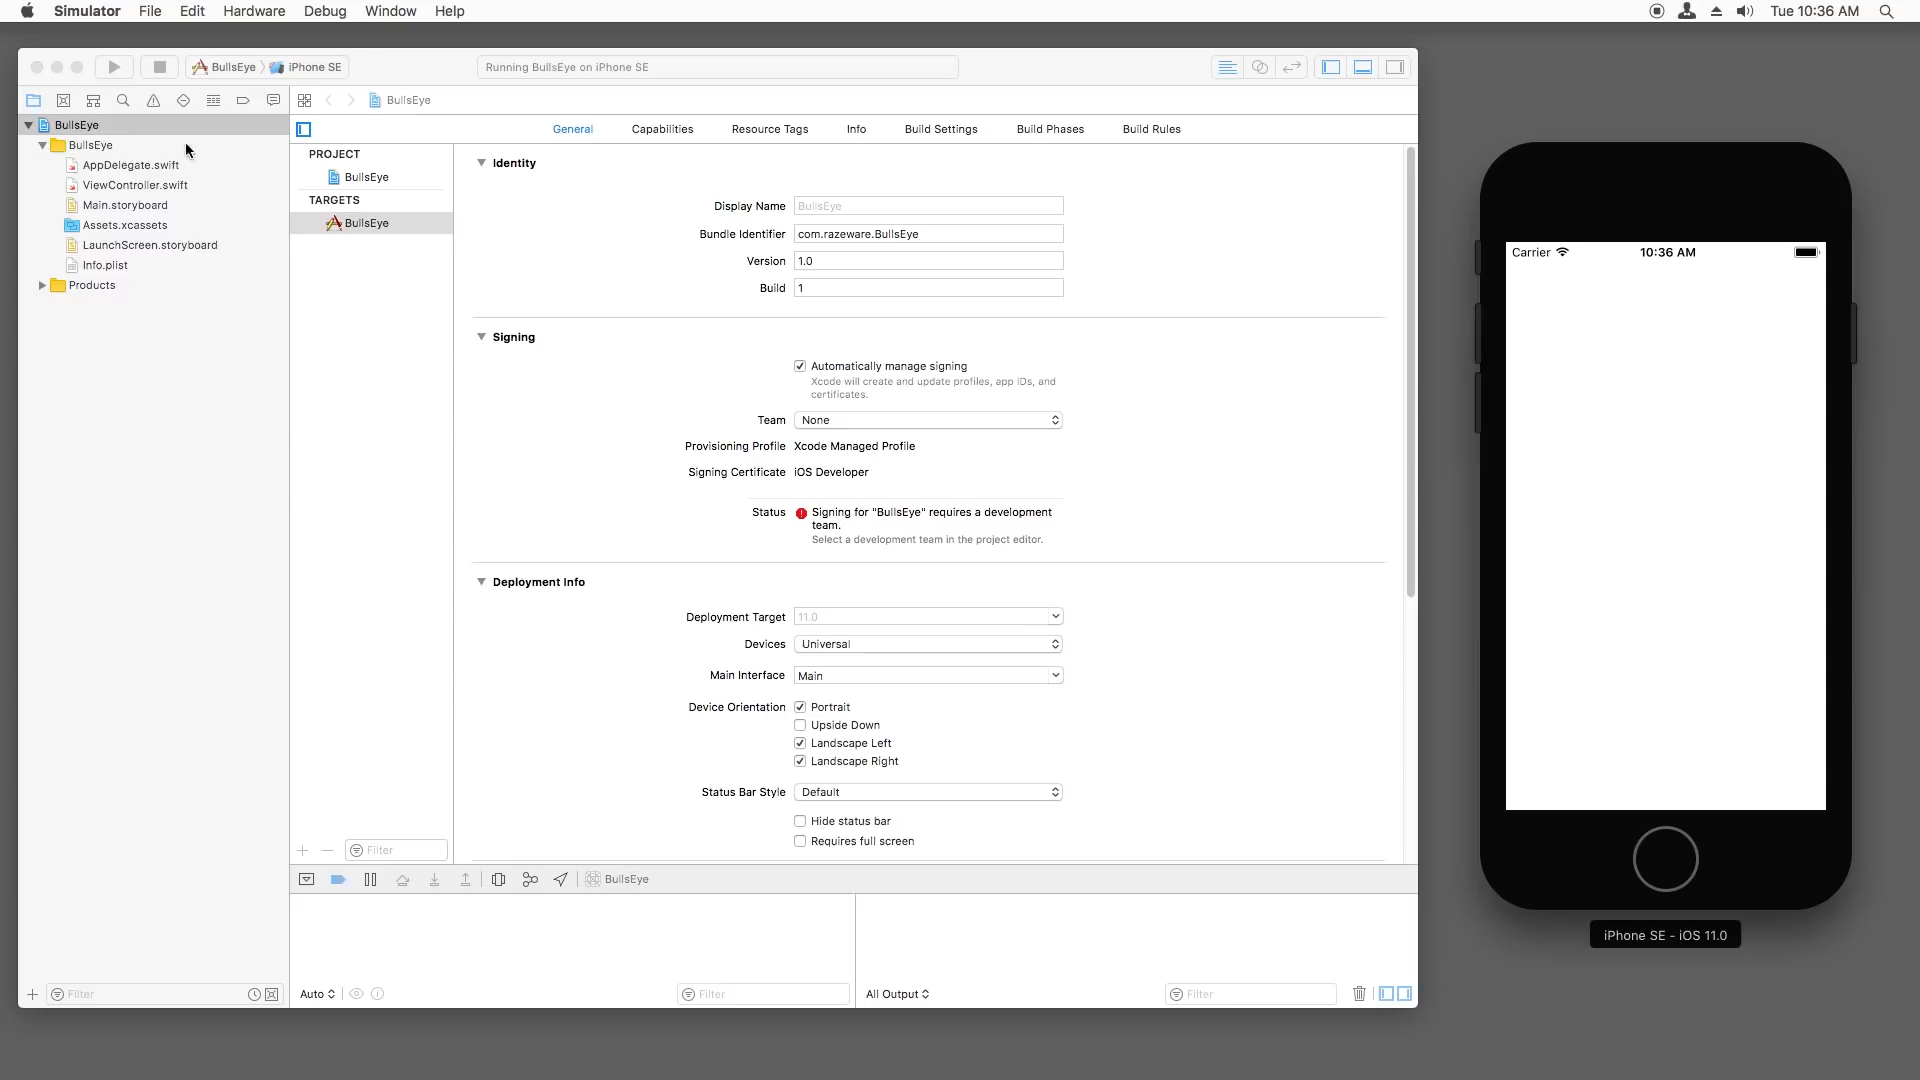 Simulator File Edit Hardware Debug Window Help Tue 10:36 AM
BullsEye iPhone SE Running BullsEye on iPhone SE
BullsEye
BullsEye
BullsEye
AppDelegate.swift
ViewController.swift
Main.storyboard
Assets.xcassets
LaunchScreen.storyboard
Info.plist
Products
Filter
General Capabilities Resource Tags Info Build Settings Build Phases Build Rules
PROJECT
BullsEye
TARGETS
BullsEye
Filter
Identity
Display Name BullsEye
Bundle Identifier com.razeware.BullsEye
Version 1.0
Build 1
Signing
Automatically manage signing
Xcode will create and update profiles, app IDs, and
certificates.
Team None
Provisioning Profile Xcode Managed Profile
Signing Certificate iOS Developer
Status Signing for "BullsEye" requires a development
team.
Select a development team in the project editor.
Deployment Info
Deployment Target 11.0
Devices Universal
Main Interface Main
Device Orientation Portrait
Upside Down
Landscape Left
Landscape Right
Status Bar Style Default
Hide status bar
Requires full screen
BullsEye
Auto Filter All Output Filter
Carrier 10:36 AM
iPhone SE - iOS 11.0